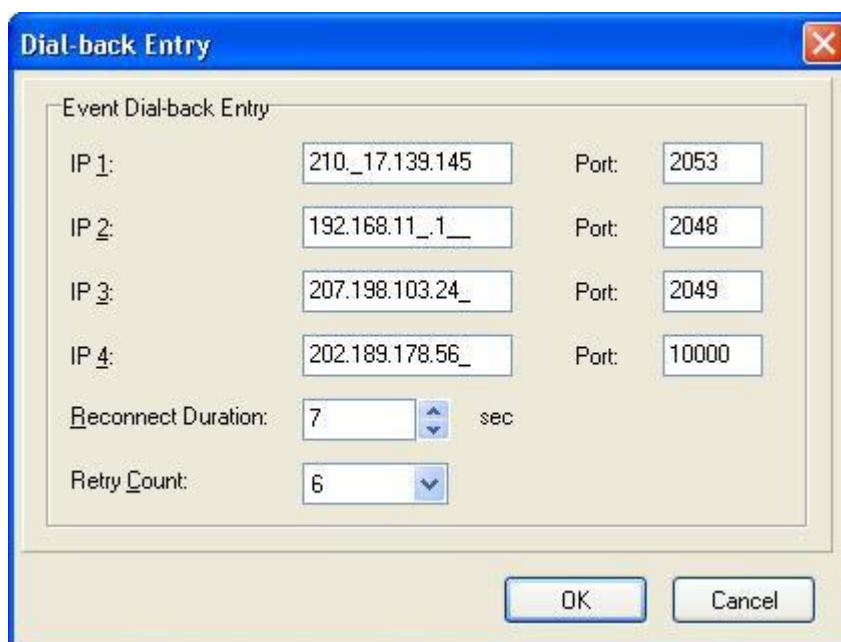 Dial-back Entry
Event Dial-back Entry
IP 1: 210._17.139.145 Port: 2053
IP 2: 192.168.11_.1__ Port: 2048
IP 3: 207.198.103.24_ Port: 2049
IP 4: 202.189.178.56_ Port: 10000
Reconnect Duration: 7 sec
Retry Count: 6
OK Cancel